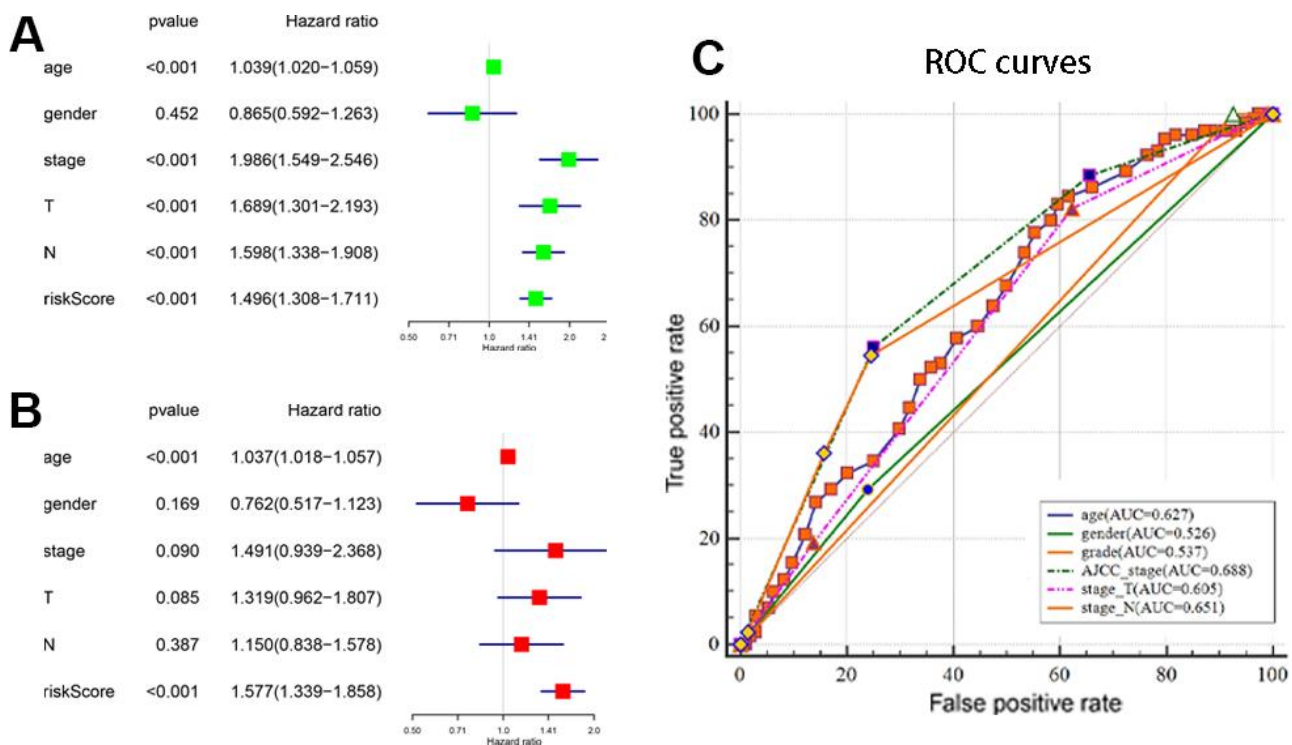 A
pvalue Hazard ratio
age <0.001 1.039(1.020−1.059)
gender 0.452 0.865(0.592−1.263)
stage <0.001 1.986(1.549−2.546)
T <0.001 1.689(1.301−2.193)
N <0.001 1.598(1.338−1.908)
riskScore <0.001 1.496(1.308−1.711)
0.50 0.71 1.0 1.41 2.0 2
Hazard ratio
B
pvalue Hazard ratio
age <0.001 1.037(1.018−1.057)
gender 0.169 0.762(0.517−1.123)
stage 0.090 1.491(0.939−2.368)
T 0.085 1.319(0.962−1.807)
N 0.387 1.150(0.838−1.578)
riskScore <0.001 1.577(1.339−1.858)
0.50 0.71 1.0 1.41 2.0
Hazard ratio
C
ROC curves
True positive rate
100
80
60
40
20
0
age(AUC=0.627)
gender(AUC=0.526)
grade(AUC=0.537)
AJCC_stage(AUC=0.688)
stage_T(AUC=0.605)
stage_N(AUC=0.651)
0 20 40 60 80 100
False positive rate